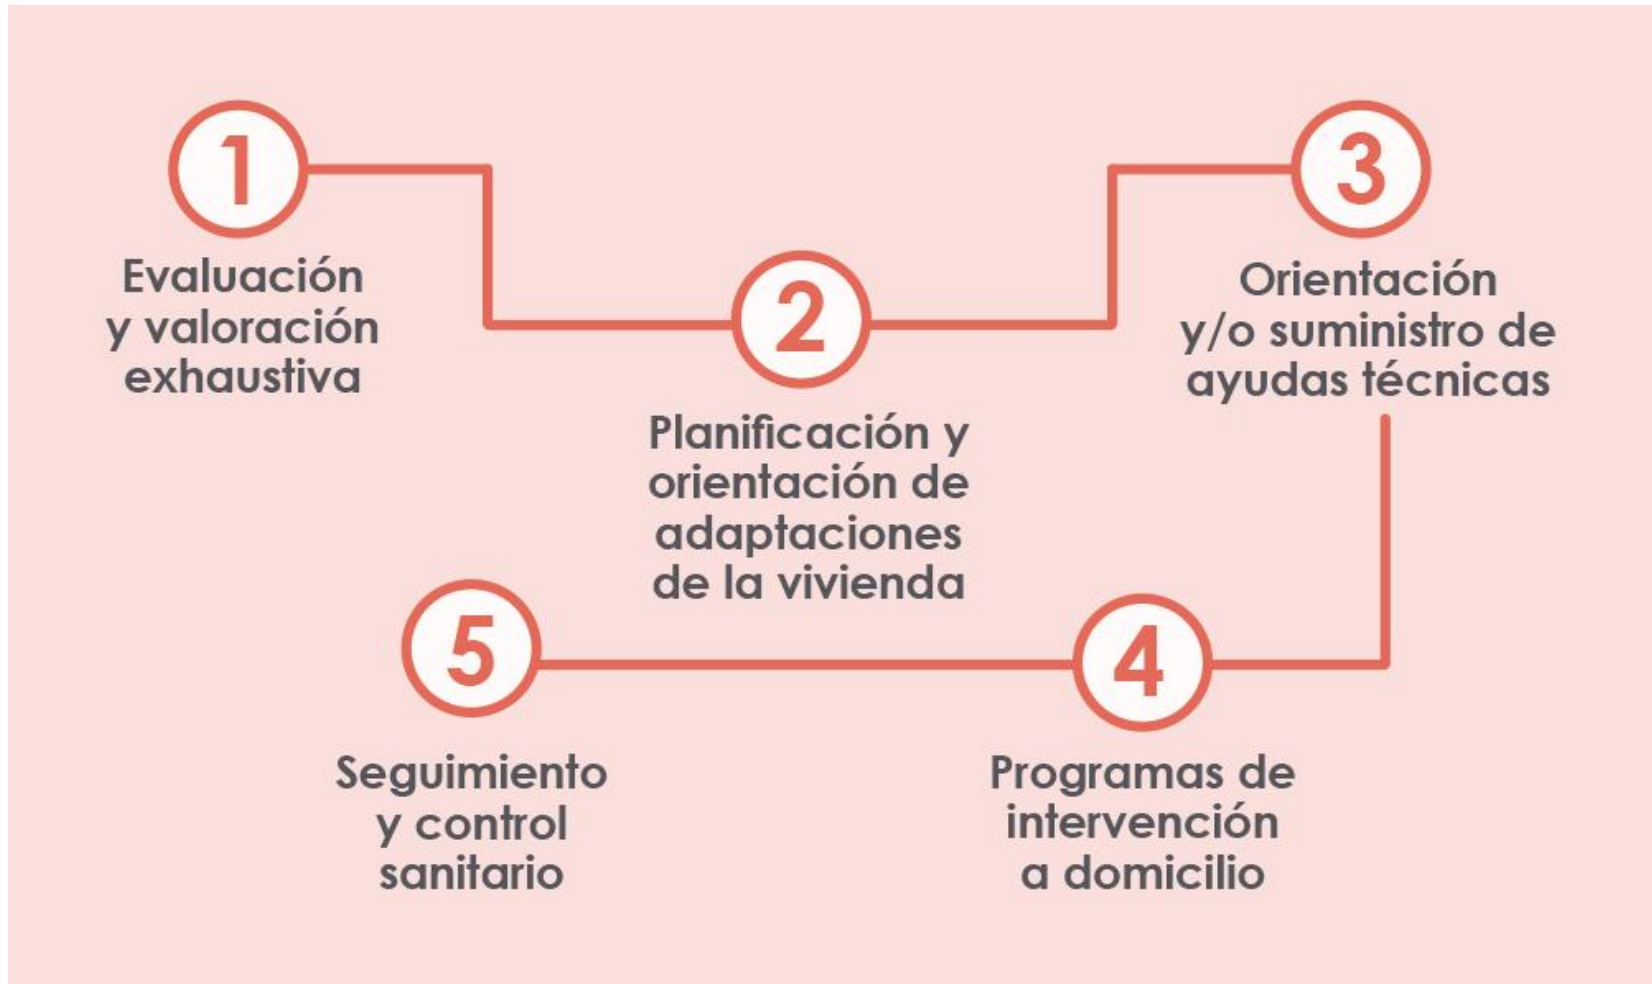 1
Evaluación
y valoración
exhaustiva
2
Planificación y
orientación de
adaptaciones
de la vivienda
3
Orientación
y/o suministro de
ayudas técnicas
4
Programas de
intervención
a domicilio
5
Seguimiento
y control
sanitario